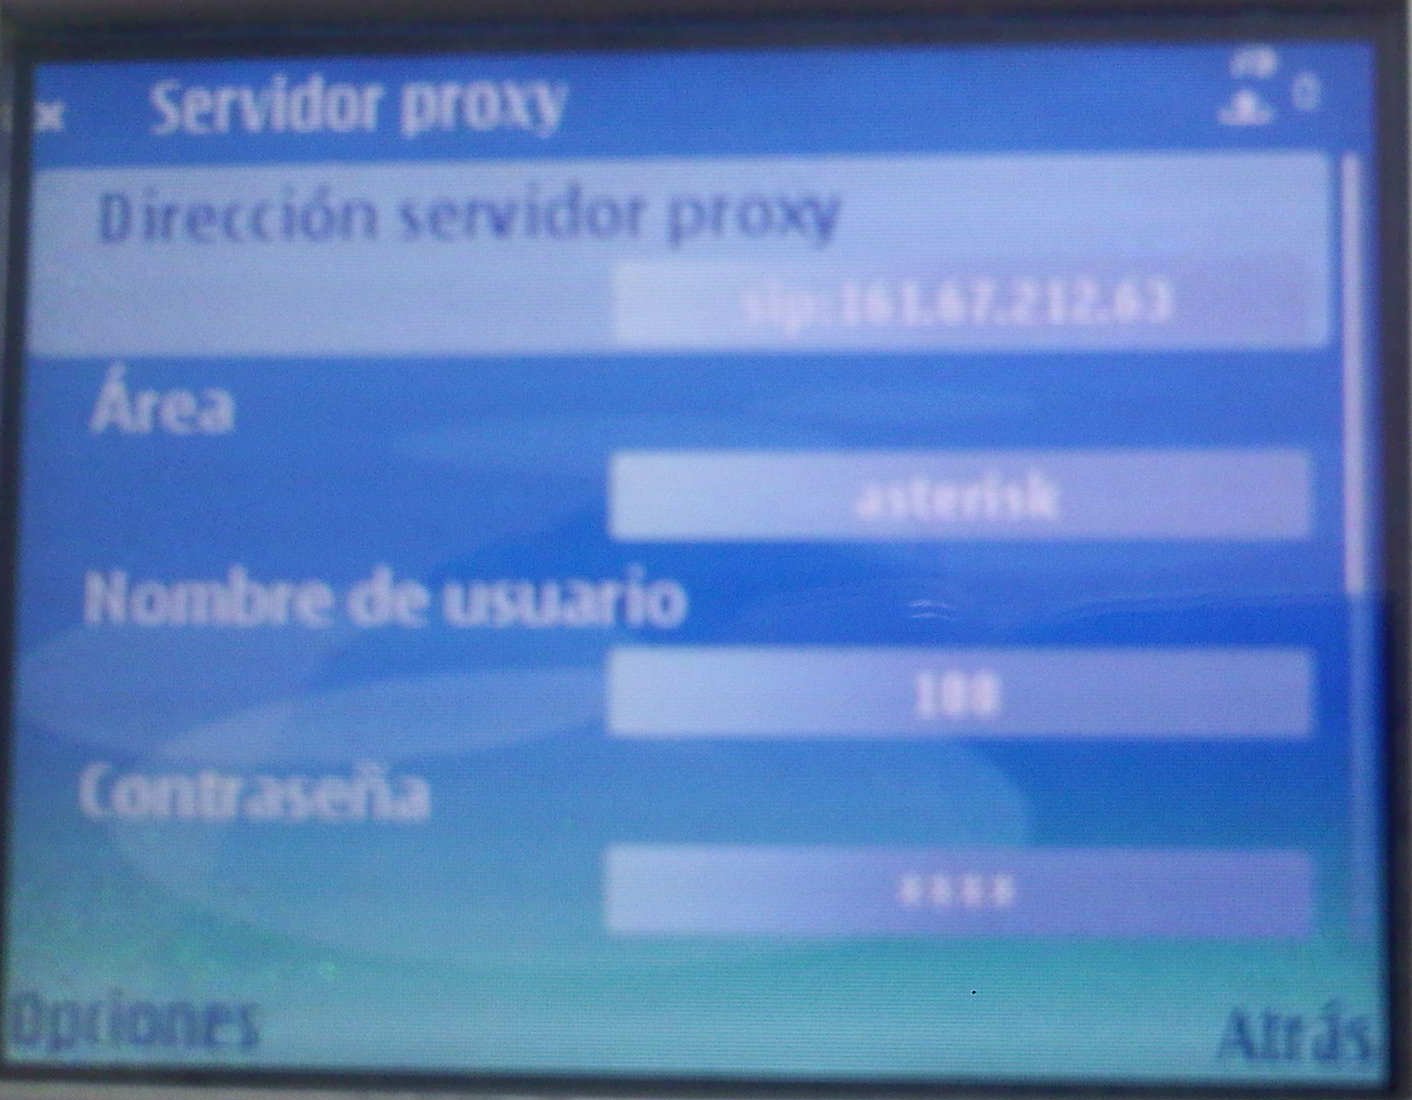 Servidor proxy
Dirección servidor proxy
sip:161.67.212.63
Área
asterisk
Nombre de usuario
100
Contraseña
****
Opciones
Atrás